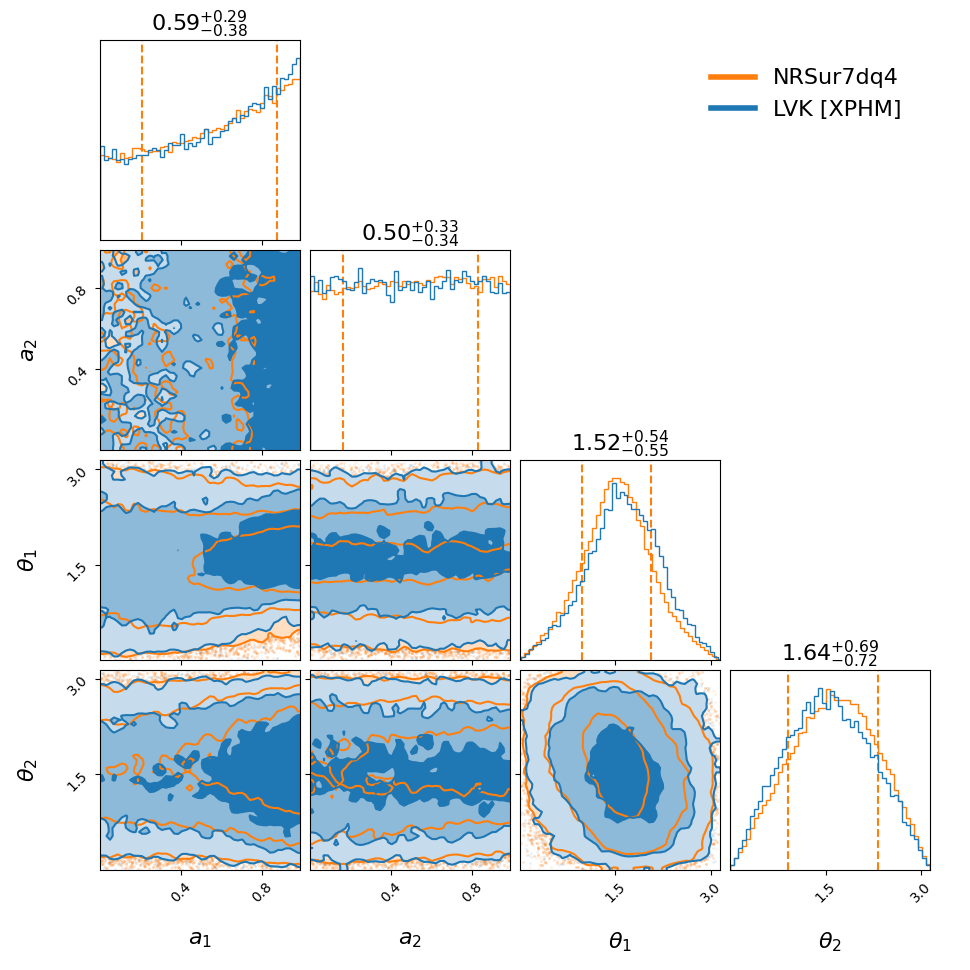 0.59+0.29−0.38
NRSur7dq4
LVK [XPHM]
0.50+0.33−0.34
a2
0.8
0.4
1.52+0.54−0.55
θ1
3.0
1.5
1.64+0.69−0.72
θ2
3.0
1.5
0.4 0.8 0.4 0.8 1.5 3.0 1.5 3.0
a1 a2 θ1 θ2